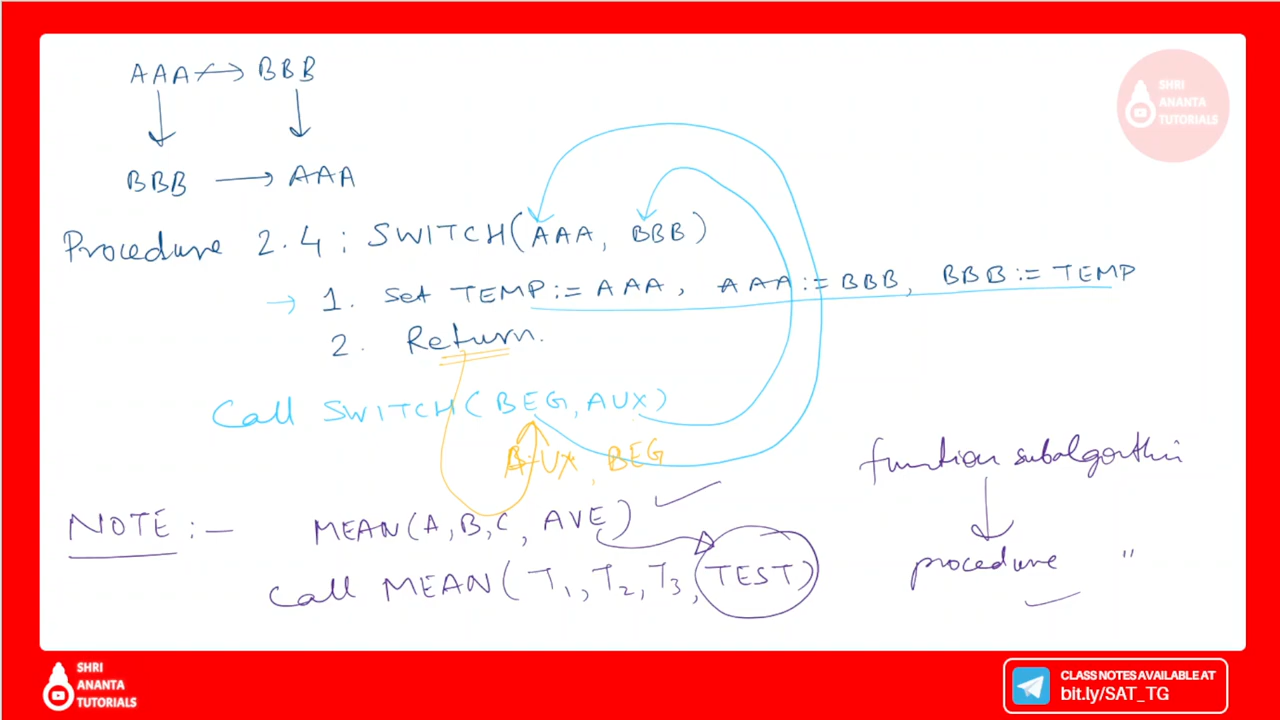 AAA ↔ BBB
BBB → AAA
Procedure 2.4 : SWITCH(AAA, BBB)
→ 1. Set TEMP := AAA, AAA := BBB, BBB := TEMP
2. Return.
Call SWITCH(BEG, AUX)
AUX, BEG
function subalgorthm
NOTE :- MEAN(A, B, C, AVE)
procedure "
Call MEAN(T1, T2, T3, TEST)
SHRI ANANTA TUTORIALS
SHRI
ANANTA
TUTORIALS
CLASS NOTES AVAILABLE AT
bit.ly/SAT_TG